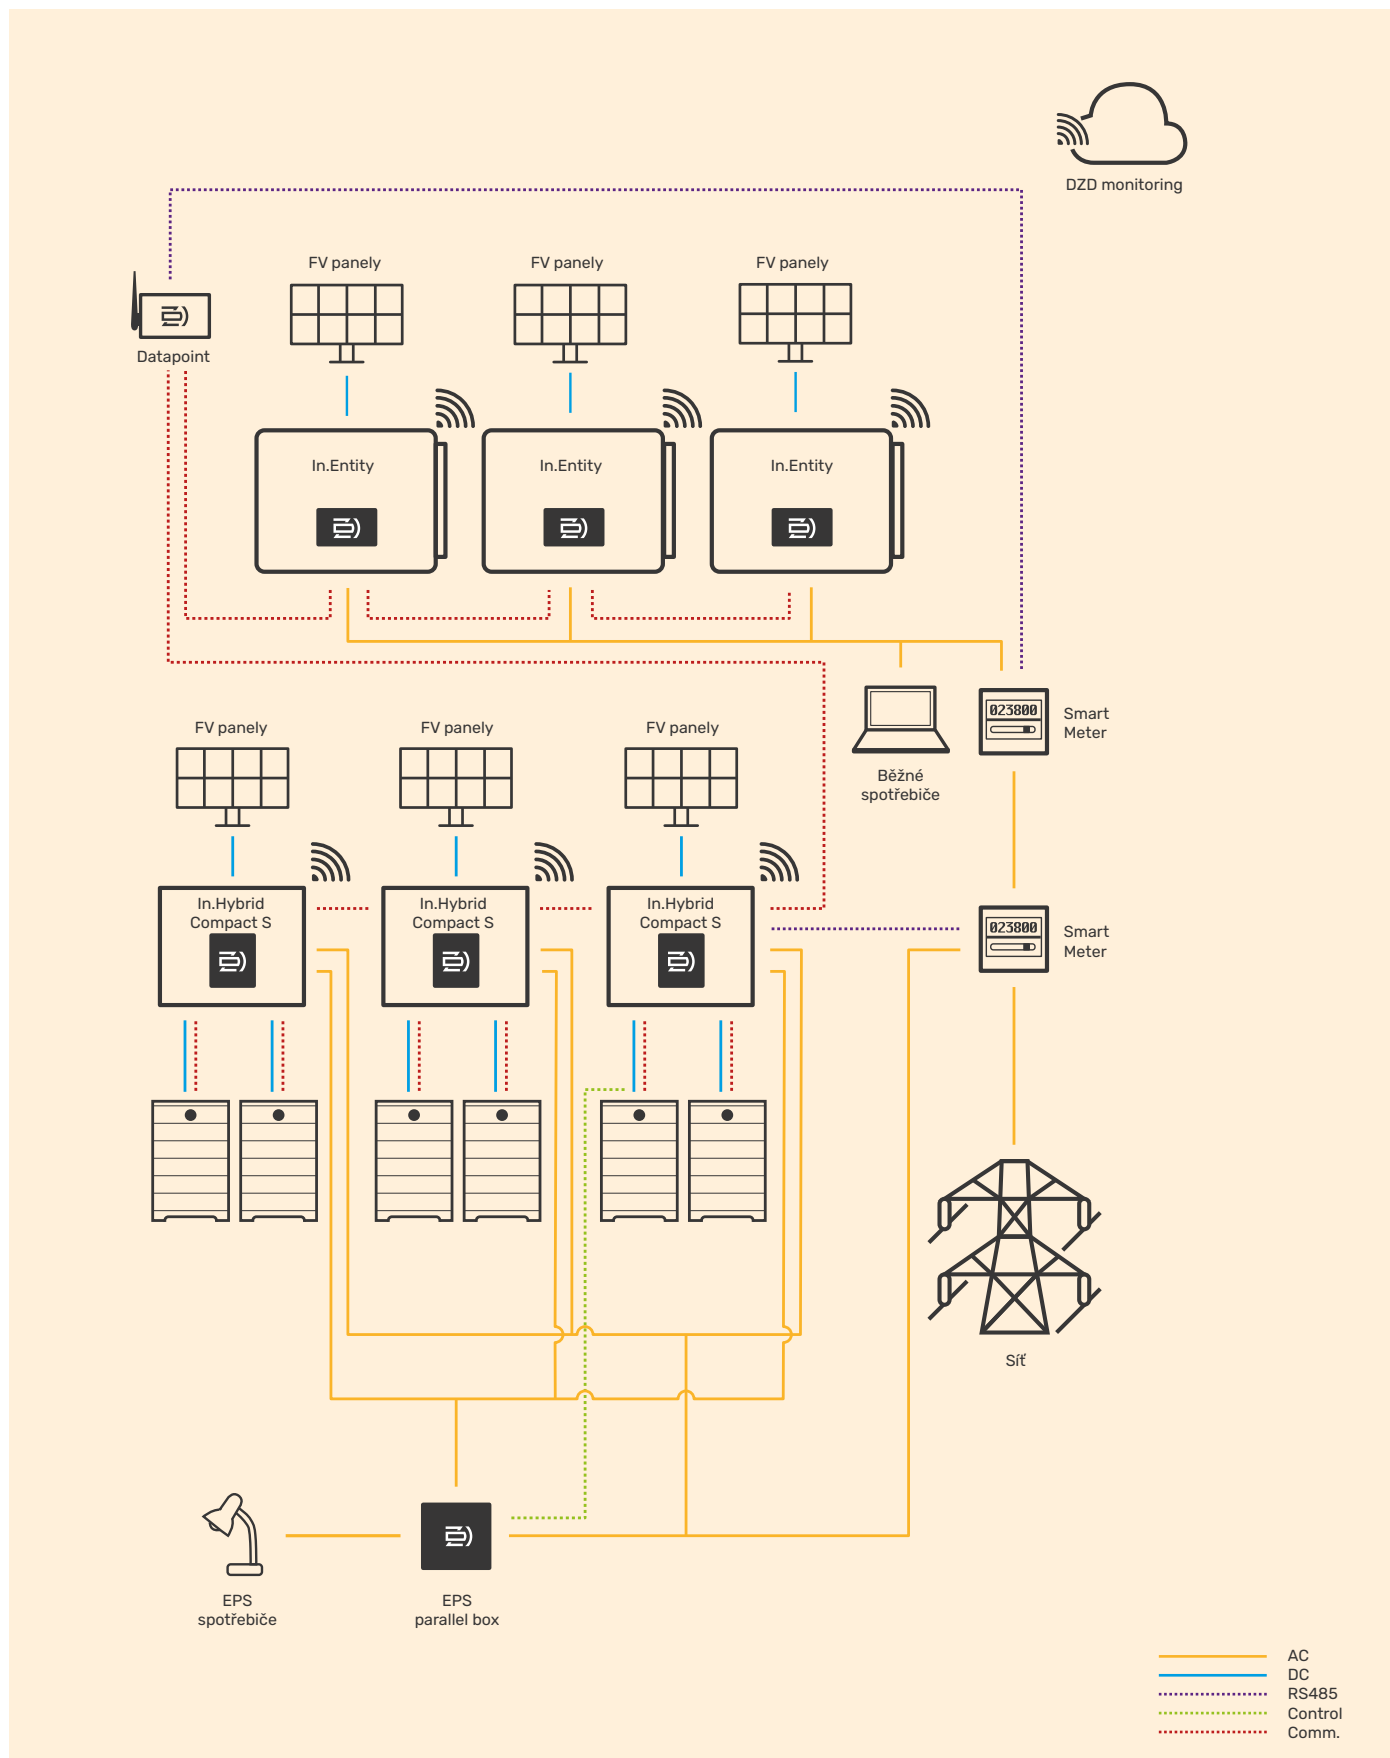 DZD monitoring
FV panely
FV panely
FV panely
Datapoint
In.Entity
In.Entity
In.Entity
023800
Smart
Meter
FV panely
FV panely
FV panely
Běžné
spotřebiče
In.Hybrid
Compact S
In.Hybrid
Compact S
In.Hybrid
Compact S
023800
Smart
Meter
Síť
EPS
spotřebiče
EPS
parallel box
AC
DC
RS485
Control
Comm.